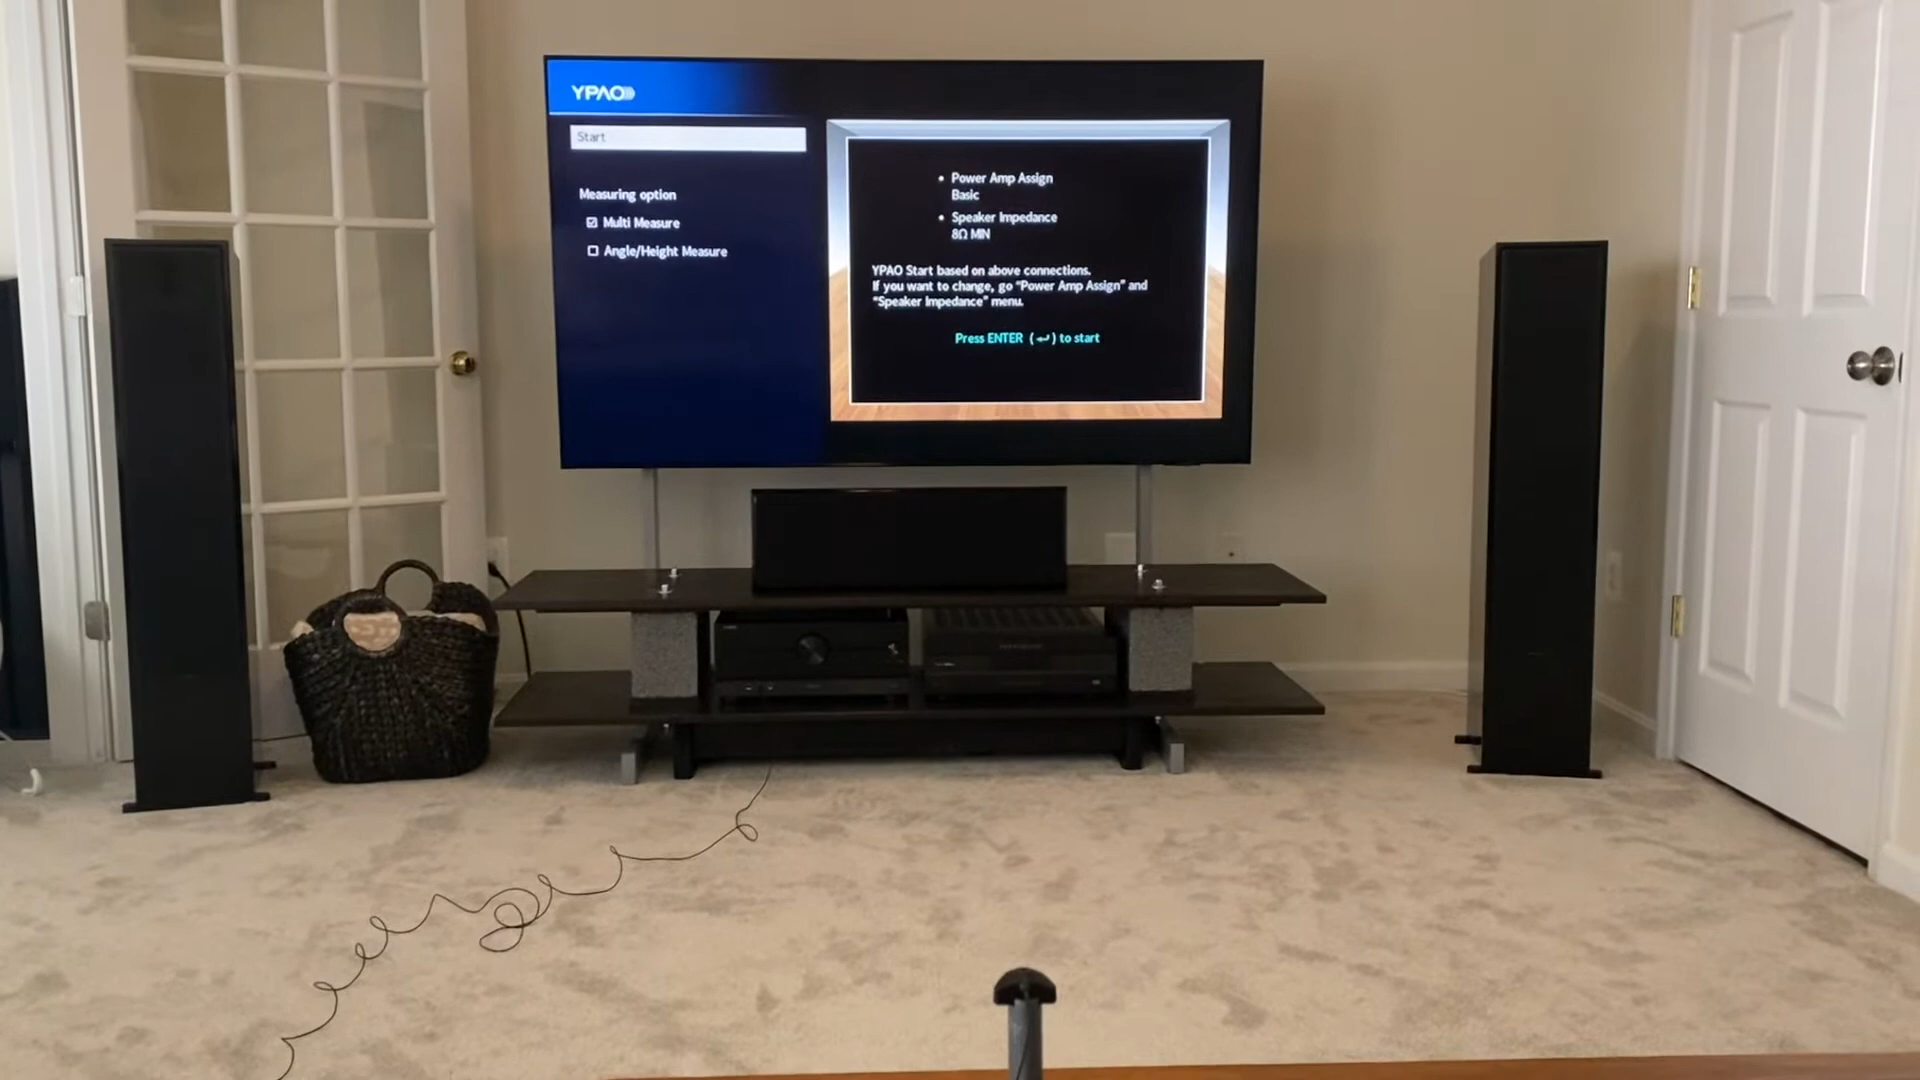 YPAO
Start
Measuring option
☑ Multi Measure
☐ Angle/Height Measure
• Power Amp Assign
Basic
• Speaker Impedance
8Ω MIN
YPAO Start based on above connections.
If you want to change, go “Power Amp Assign” and
“Speaker Impedance” menu.
Press ENTER (↵) to start